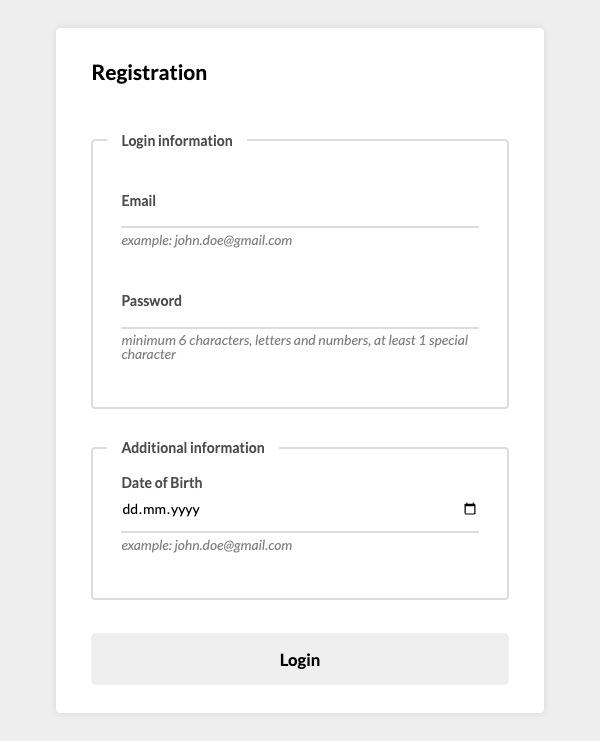 Registration
Login information
Email
example: john.doe@gmail.com
Password
minimum 6 characters, letters and numbers, at least 1 special
character
Additional information
Date of Birth
dd.mm.yyyy
example: john.doe@gmail.com
Login